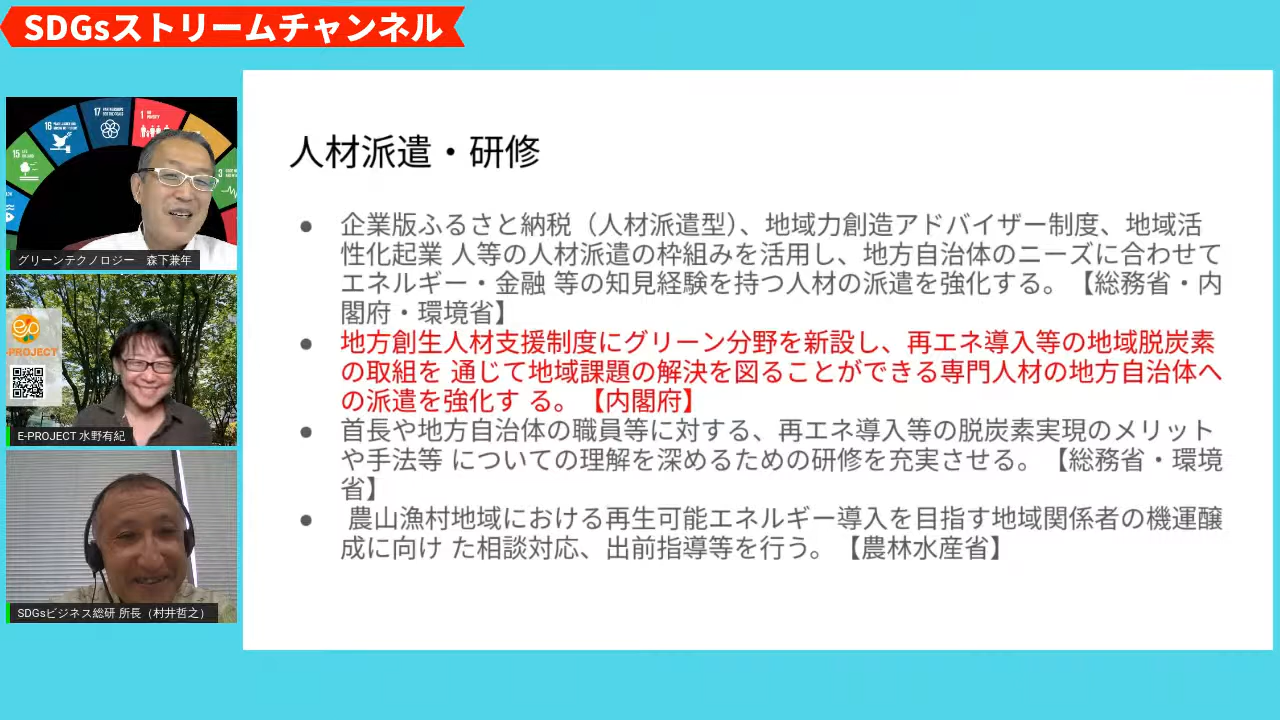 SDGsストリームチャンネル
17
16
1
15
3
グリーンテクノロジー 森下兼年
PROJECT
E-PROJECT 水野有紀
SDGsビジネス総研 所長（村井哲之）
人材派遣・研修
● 企業版ふるさと納税（人材派遣型）、地域力創造アドバイザー制度、地域活
性化起業 人等の人材派遣の枠組みを活用し、地方自治体のニーズに合わせて
エネルギー・金融 等の知見経験を持つ人材の派遣を強化する。【総務省・内
閣府・環境省】
● 地方創生人材支援制度にグリーン分野を新設し、再エネ導入等の地域脱炭素
の取組を 通じて地域課題の解決を図ることができる専門人材の地方自治体へ
の派遣を強化す る。【内閣府】
● 首長や地方自治体の職員等に対する、再エネ導入等の脱炭素実現のメリット
や手法等 についての理解を深めるための研修を充実させる。【総務省・環境
省】
● 農山漁村地域における再生可能エネルギー導入を目指す地域関係者の機運醸
成に向け た相談対応、出前指導等を行う。【農林水産省】